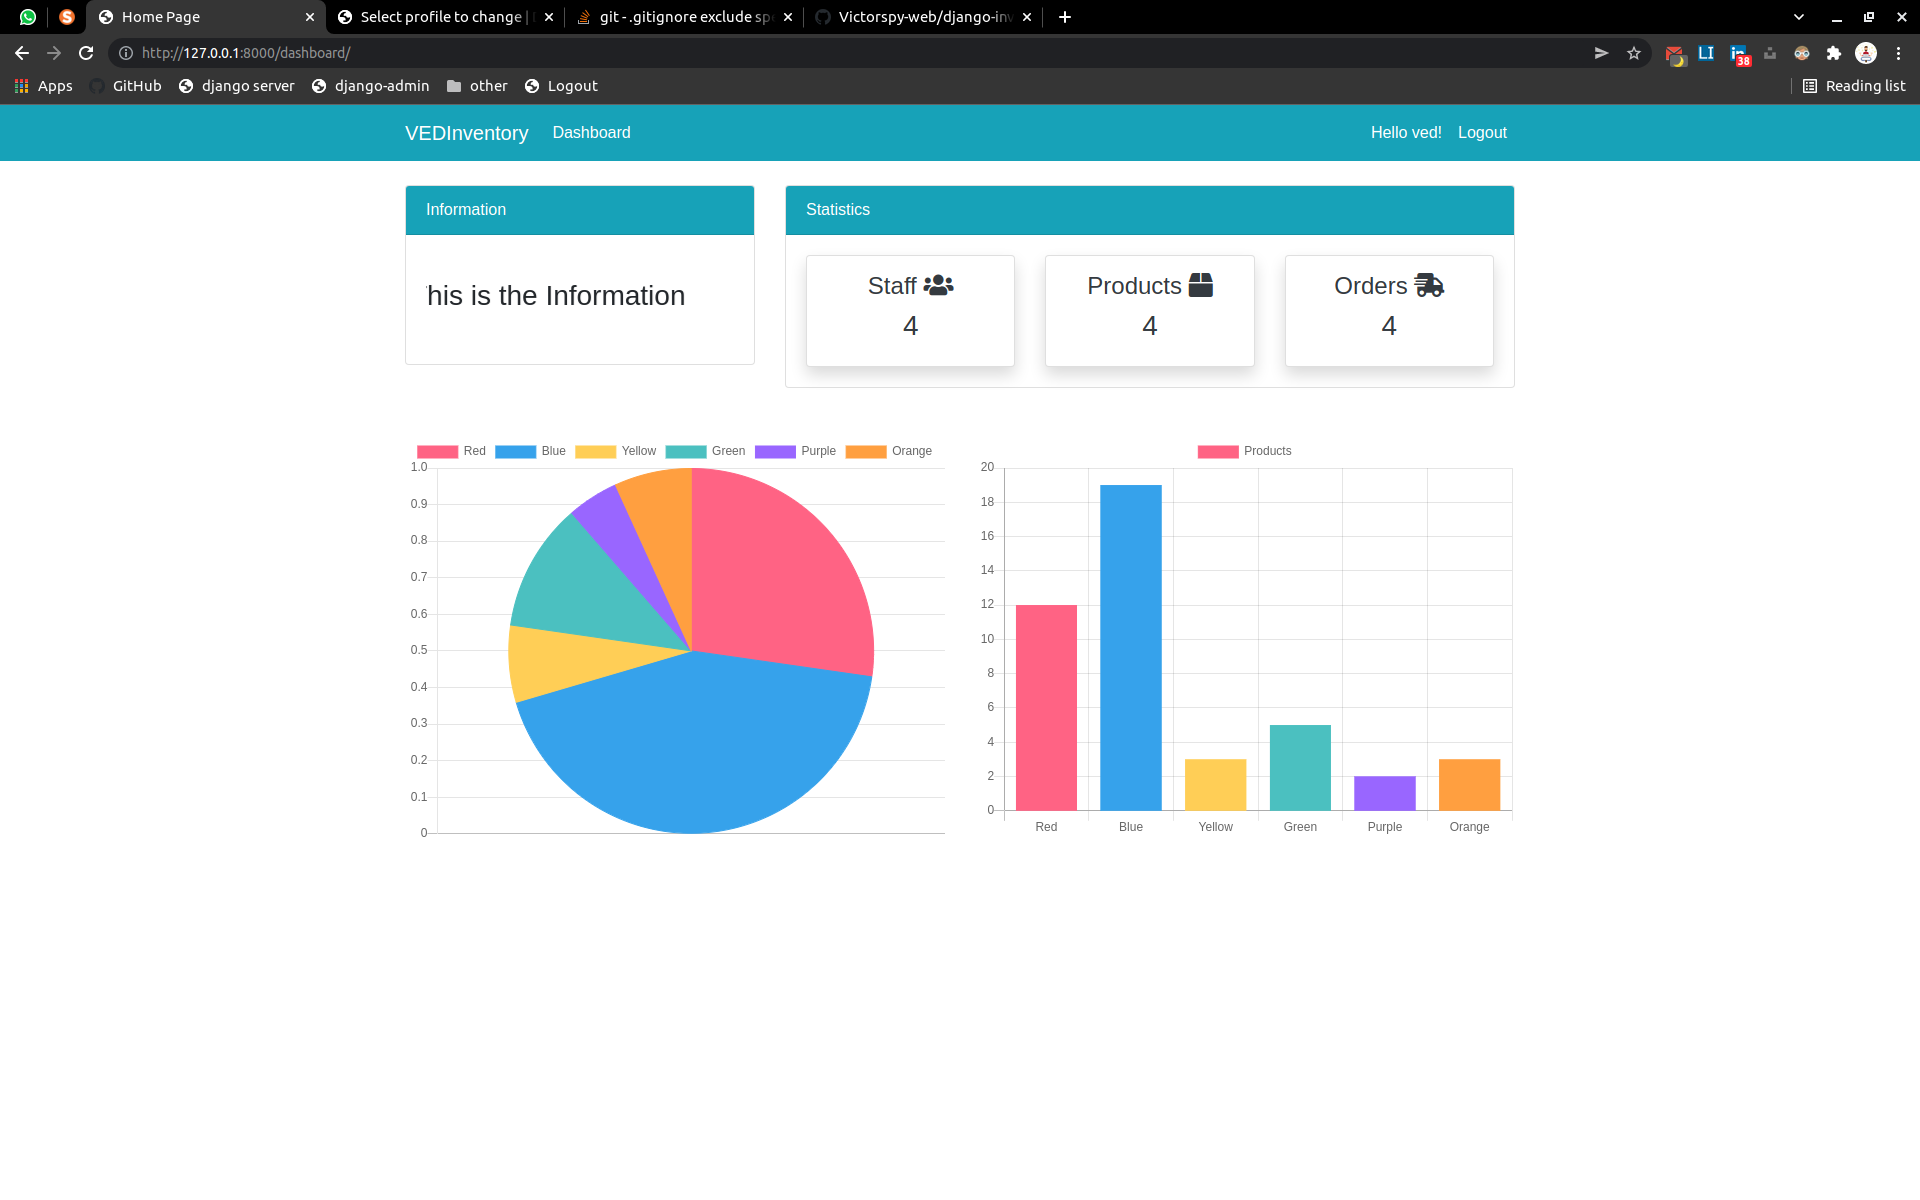 Home Page
Select profile to change |
git - .gitignore exclude sp
Victorspy-web/django-inv
http://127.0.0.1:8000/dashboard/
38
Apps GitHub django server django-admin other Logout
Reading list
VEDInventory Dashboard
Hello ved! Logout
Information
his is the Information
Statistics
Staff
4
Products
4
Orders
4
Red Blue Yellow Green Purple Orange
1.0
0.9
0.8
0.7
0.6
0.5
0.4
0.3
0.2
0.1
0
Products
20
18
16
14
12
10
8
6
4
2
0
Red Blue Yellow Green Purple Orange